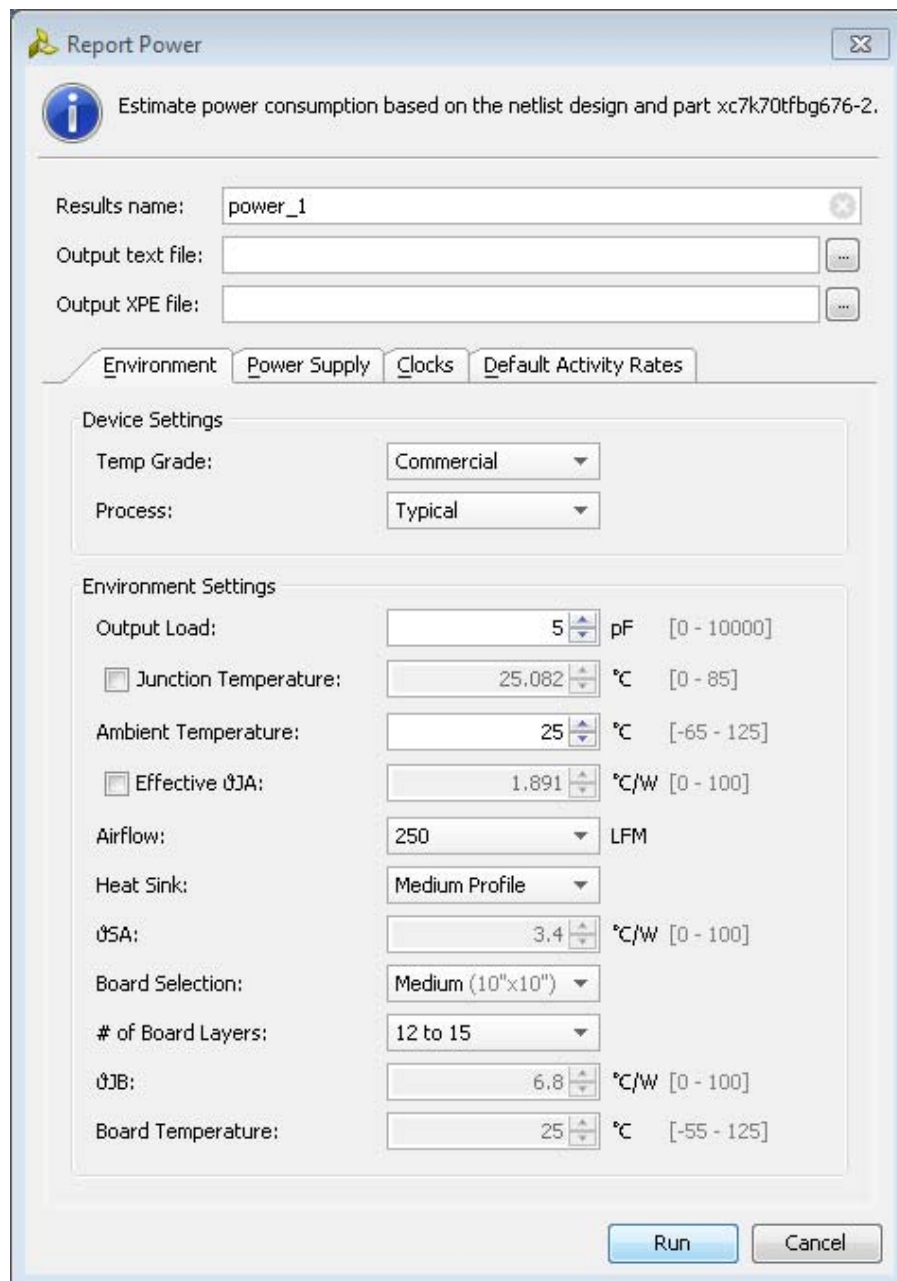 Report Power
Estimate power consumption based on the netlist design and part xc7k70tfbg676-2.
Results name: power_1
Output text file: ...
Output XPE file: ...
Environment Power Supply Clocks Default Activity Rates
Device Settings
Temp Grade: Commercial
Process: Typical
Environment Settings
Output Load: 5 pF [0 - 10000]
Junction Temperature: 25.082 °C [0 - 85]
Ambient Temperature: 25 °C [-65 - 125]
Effective ϑJA: 1.891 °C/W [0 - 100]
Airflow: 250 LFM
Heat Sink: Medium Profile
ϑSA: 3.4 °C/W [0 - 100]
Board Selection: Medium (10"x10")
# of Board Layers: 12 to 15
ϑJB: 6.8 °C/W [0 - 100]
Board Temperature: 25 °C [-55 - 125]
Run Cancel